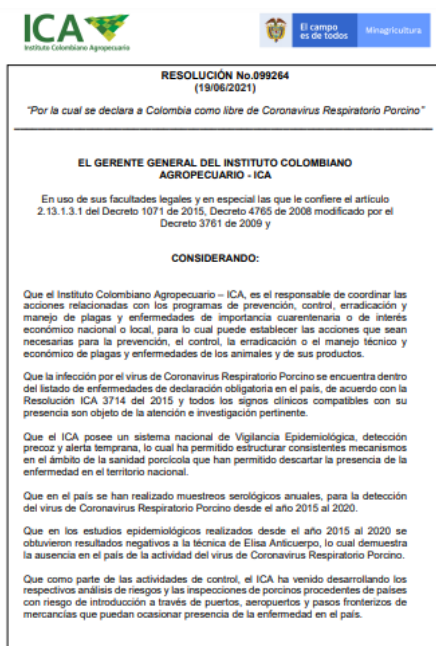 ICA
Instituto Colombiano Agropecuario
El campo
es de todos
Minagricultura
RESOLUCIÓN No.099264
(19/06/2021)
"Por la cual se declara a Colombia como libre de Coronavirus Respiratorio Porcino"
EL GERENTE GENERAL DEL INSTITUTO COLOMBIANO
AGROPECUARIO - ICA
En uso de sus facultades legales y en especial las que le confiere el artículo
2.13.1.3.1 del Decreto 1071 de 2015, Decreto 4765 de 2008 modificado por el
Decreto 3761 de 2009 y
CONSIDERANDO:
Que el Instituto Colombiano Agropecuario – ICA, es el responsable de coordinar las
acciones relacionadas con los programas de prevención, control, erradicación y
manejo de plagas y enfermedades de importancia cuarentenaria o de interés
económico nacional o local, para lo cual puede establecer las acciones que sean
necesarias para la prevención, el control, la erradicación o el manejo técnico y
económico de plagas y enfermedades de los animales y de sus productos.
Que la infección por el virus de Coronavirus Respiratorio Porcino se encuentra dentro
del listado de enfermedades de declaración obligatoria en el país, de acuerdo con la
Resolución ICA 3714 del 2015 y todos los signos clínicos compatibles con su
presencia son objeto de la atención e investigación pertinente.
Que el ICA posee un sistema nacional de Vigilancia Epidemiológica, detección
precoz y alerta temprana, lo cual ha permitido estructurar consistentes mecanismos
en el ámbito de la sanidad porcícola que han permitido descartar la presencia de la
enfermedad en el territorio nacional.
Que en el país se han realizado muestreos serológicos anuales, para la detección
del virus de Coronavirus Respiratorio Porcino desde el año 2015 al 2020.
Que en los estudios epidemiológicos realizados desde el año 2015 al 2020 se
obtuvieron resultados negativos a la técnica de Elisa Anticuerpo, lo cual demuestra
la ausencia en el país de la actividad del virus de Coronavirus Respiratorio Porcino.
Que como parte de las actividades de control, el ICA ha venido desarrollando los
respectivos análisis de riesgos y las inspecciones de porcinos procedentes de países
con riesgo de introducción a través de puertos, aeropuertos y pasos fronterizos de
mercancías que puedan ocasionar presencia de la enfermedad en el país.